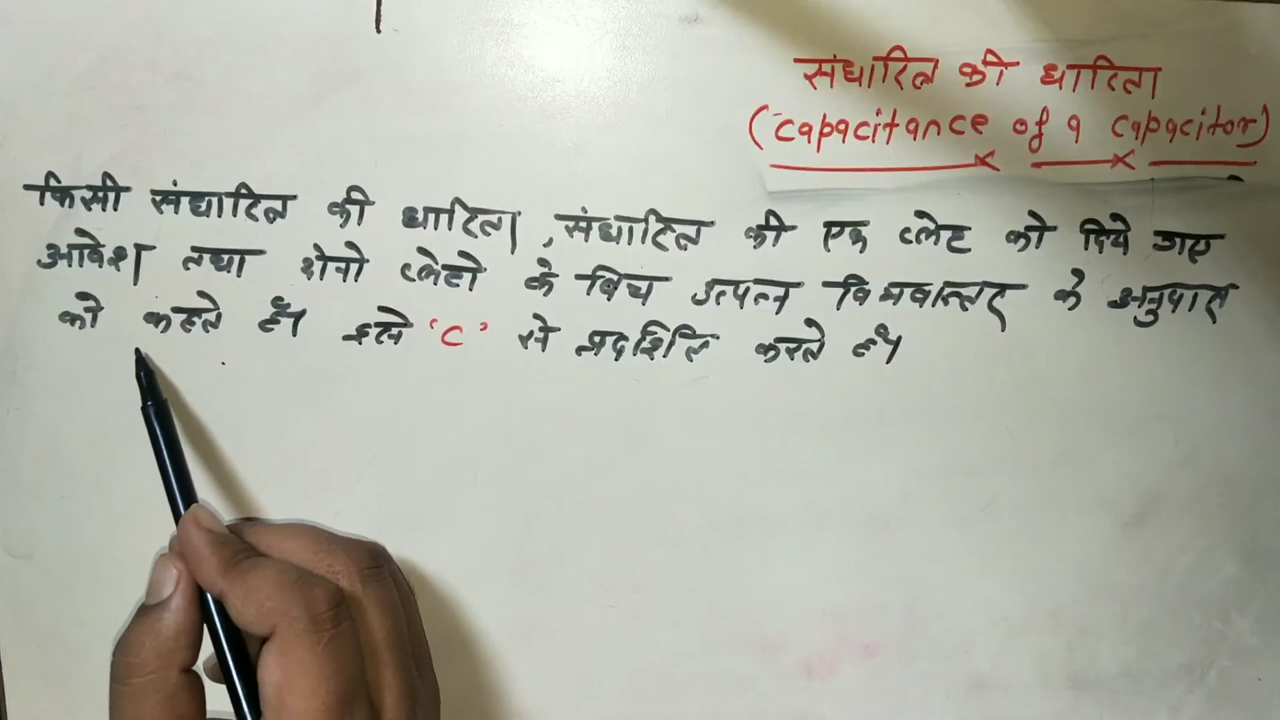 संधारित्र की धारिता
(capacitance of a capacitor)
किसी संधारित्र की धारिता, संधारित्र की एक प्लेट को दिये गए
आवेश तथा दोनो प्लेटो के बिच उत्पन्न विभवान्तर के अनुपात
को कहते है। इसे 'C' से प्रदर्शित करते है।